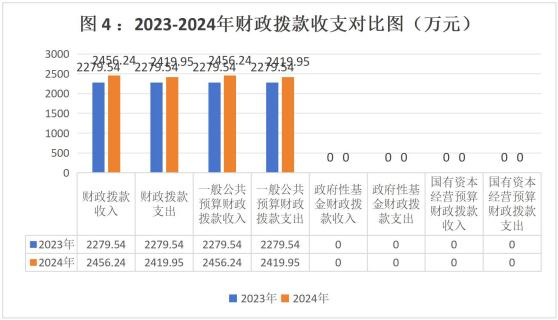 图 4 ：2023-2024年财政拨款收支对比图（万元）
2456.24 2419.95 2456.24 2419.95
2279.54 2279.54 2279.54 2279.54
3000
2500
2000
1500
1000
500
0
0 0 0 0 0 0 0 0
财政拨款
收入
财政拨款
支出
一般公共
预算财政
拨款收入
一般公共
预算财政
拨款支出
政府性基
金财政拨款
收入
政府性基
金财政拨款
支出
国有资本
经营预算
财政拨款
收入
国有资本
经营预算
财政拨款
支出
2023年 2279.54 2279.54 2279.54 2279.54 0 0 0 0
2024年 2456.24 2419.95 2456.24 2419.95 0 0 0 0
2023年 2024年